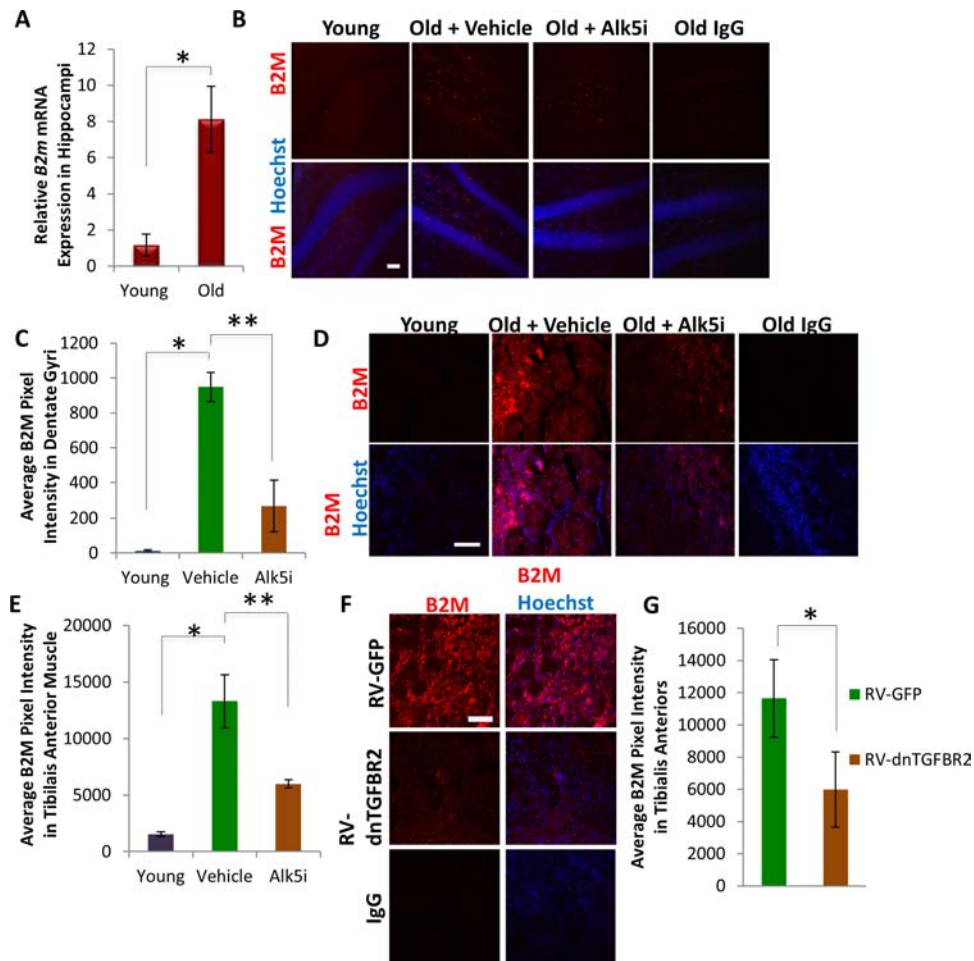 A
Relative B2m mRNA
Expression in Hippocampi
12
10
8
6
4
2
0
*
Young Old
B
Young Old + Vehicle Old + Alk5i Old IgG
B2M
B2M Hoechst
C
Average B2M Pixel
Intensity in Dentate Gyri
1200
1000
800
600
400
200
0
* **
Young Vehicle Alk5i
D
Young Old + Vehicle Old + Alk5i Old IgG
B2M
B2M
Hoechst
E
Average B2M Pixel Intensity
in Tibilais Anterior Muscle
20000
15000
10000
5000
0
* **
Young Vehicle Alk5i
F
B2M
B2M
Hoechst
RV-GFP
RV-
dnTGFBR2
IgG
G
Average B2M Pixel Intensity
in Tibialis Anteriors
16000
14000
12000
10000
8000
6000
4000
2000
0
*
RV-GFP
RV-dnTGFBR2